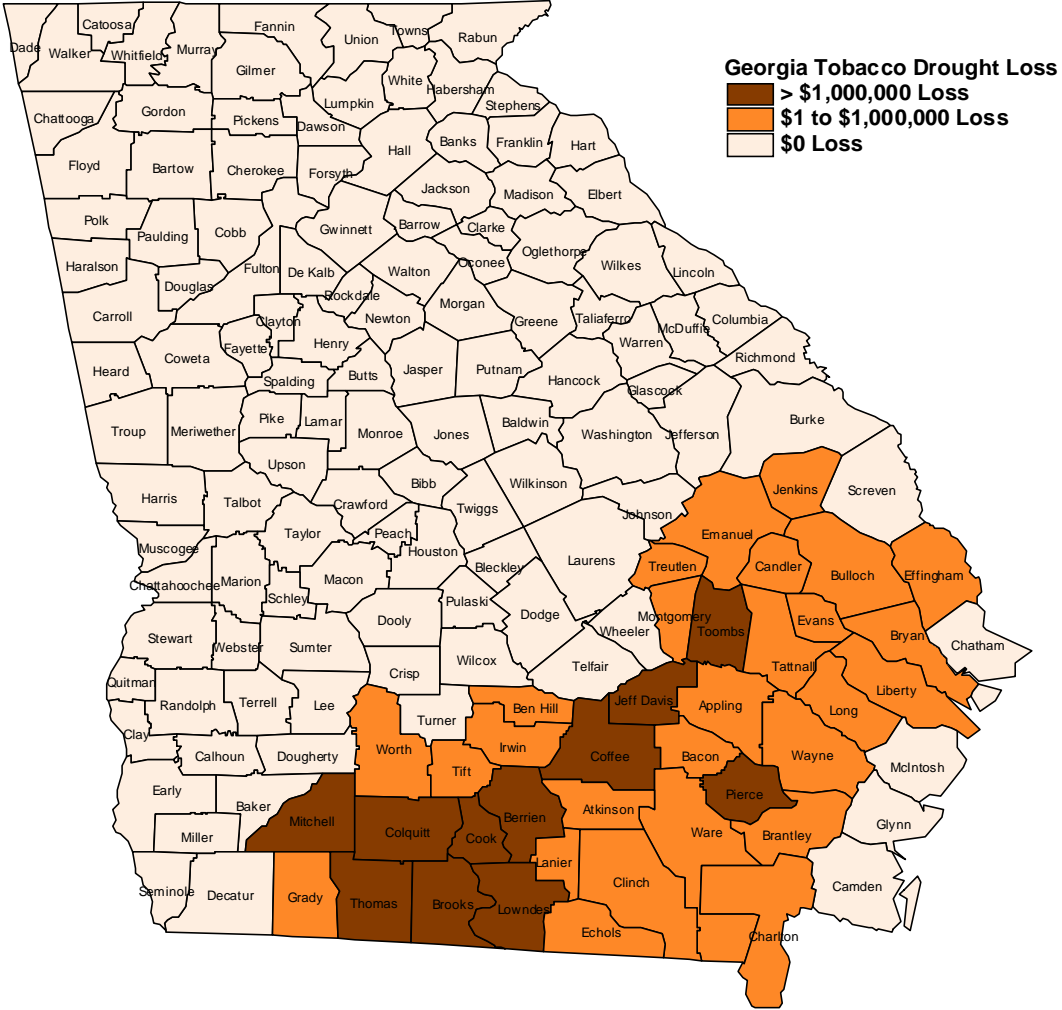 Georgia Tobacco Drought Loss
> $1,000,000 Loss
$1 to $1,000,000 Loss
$0 Loss
Dade
Walker
Catoosa
Whitfield
Murray
Fannin
Gilmer
Union
Towns
Rabun
White
Habersham
Stephens
Lumpkin
Chattooga
Gordon
Pickens
Dawson
Floyd
Bartow
Cherokee
Forsyth
Hall
Banks
Franklin
Hart
Jackson
Madison
Elbert
Polk
Paulding
Cobb
Gwinnett
Barrow
Clarke
Oconee
Oglethorpe
Wilkes
Lincoln
Haralson
Douglas
Fulton
De Kalb
Rockdale
Walton
Morgan
Greene
Taliaferro
McDuffie
Columbia
Carroll
Clayton
Fayette
Henry
Newton
Warren
Richmond
Heard
Coweta
Spalding
Butts
Jasper
Putnam
Hancock
Glascock
Troup
Meriwether
Pike
Lamar
Monroe
Jones
Baldwin
Washington
Jefferson
Burke
Upson
Harris
Talbot
Crawford
Bibb
Twiggs
Wilkinson
Johnson
Jenkins
Screven
Emanuel
Muscogee
Taylor
Peach
Houston
Bleckley
Laurens
Treutlen
Candler
Bulloch
Effingham
Chattahoochee
Marion
Schley
Macon
Pulaski
Dodge
Wheeler
Montgomery
Toombs
Evans
Bryan
Chatham
Stewart
Webster
Sumter
Dooly
Wilcox
Telfair
Tattnall
Liberty
Long
Quitman
Randolph
Terrell
Lee
Crisp
Turner
Ben Hill
Jeff Davis
Appling
Wayne
McIntosh
Clay
Calhoun
Dougherty
Worth
Tift
Irwin
Coffee
Bacon
Pierce
Early
Baker
Miller
Mitchell
Colquitt
Cook
Berrien
Atkinson
Ware
Brantley
Glynn
Lanier
Clinch
Camden
Seminole
Decatur
Grady
Thomas
Brooks
Lowndes
Echols
Charlton